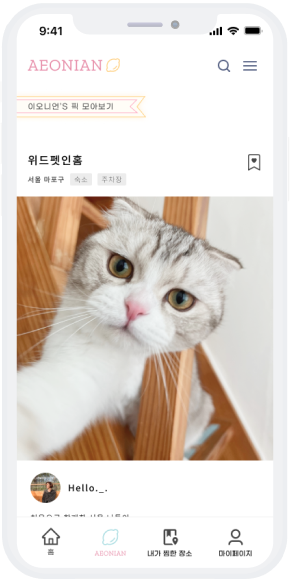 9:41
AEONIAN
이오니언'S 픽 모아보기
위드펫인홈
서울 마포구 숙소 주차장
Hello._.
홈 AEONIAN 내가 찜한 장소 마이페이지